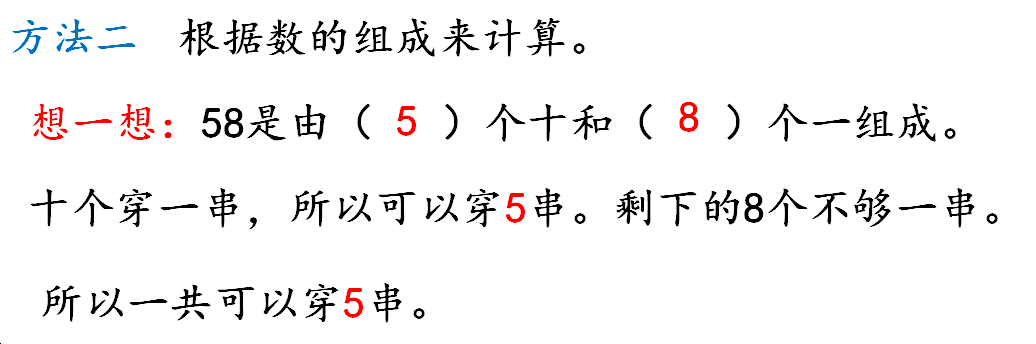 方法二 根据数的组成来计算。
想一想：58是由（ 5 ）个十和（ 8 ）个一组成。
十个穿一串，所以可以穿5串。剩下的8个不够一串。
所以一共可以穿5串。